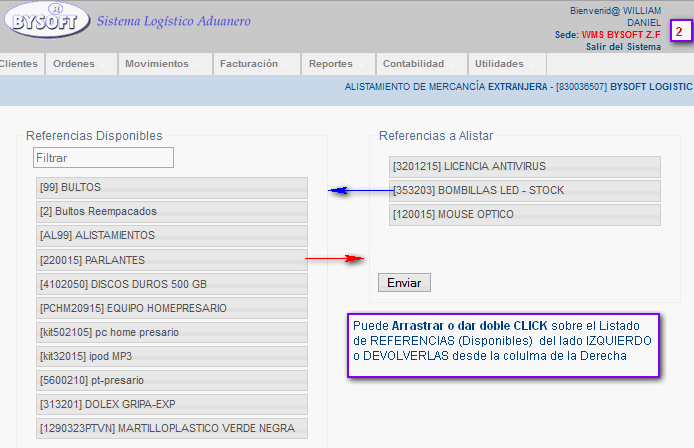 BYSOFT
Sistema Logístico Aduanero
Bienvenid@ WILLIAM
DANIEL
Sede: WMS BYSOFT Z.F
Salir del Sistema
2
Clientes
Ordenes
Movimientos
Facturación
Reportes
Contabilidad
Utilidades
ALISTAMIENTO DE MERCANCÍA EXTRANJERA - [830036507] BYSOFT LOGISTIC
Referencias Disponibles
Filtrar
[99] BULTOS
[2] Bultos Reempacados
[AL99] ALISTAMIENTOS
[220015] PARLANTES
[4102050] DISCOS DUROS 500 GB
[PCHM20915] EQUIPO HOMEPRESARIO
[kit502105] pc home presario
[kit32015] ipod MP3
[5600210] pt-presario
[313201] DOLEX GRIPA-EXP
[1290323PTVN] MARTILLOPLASTICO VERDE NEGRA
Referencias a Alistar
[3201215] LICENCIA ANTIVIRUS
[353203] BOMBILLAS LED - STOCK
[120015] MOUSE OPTICO
Enviar
Puede Arrastrar o dar doble CLICK sobre el Listado
de REFERENCIAS (Disponibles) del lado IZQUIERDO
o DEVOLVERLAS desde la colulma de la Derecha